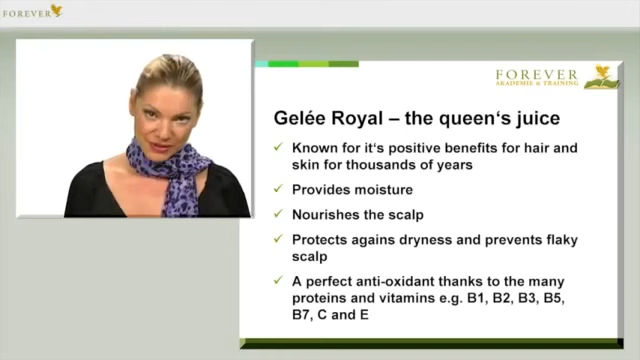 FOREVER
FOREVER
AKADEMIE & TRAINING
Gelée Royal – the queen‘s juice
Known for it‘s positive benefits for hair and
skin for thousands of years
Provides moisture
Nourishes the scalp
Protects agains dryness and prevents flaky
scalp
A perfect anti-oxidant thanks to the many
proteins and vitamins e.g. B1, B2, B3, B5,
B7, C and E